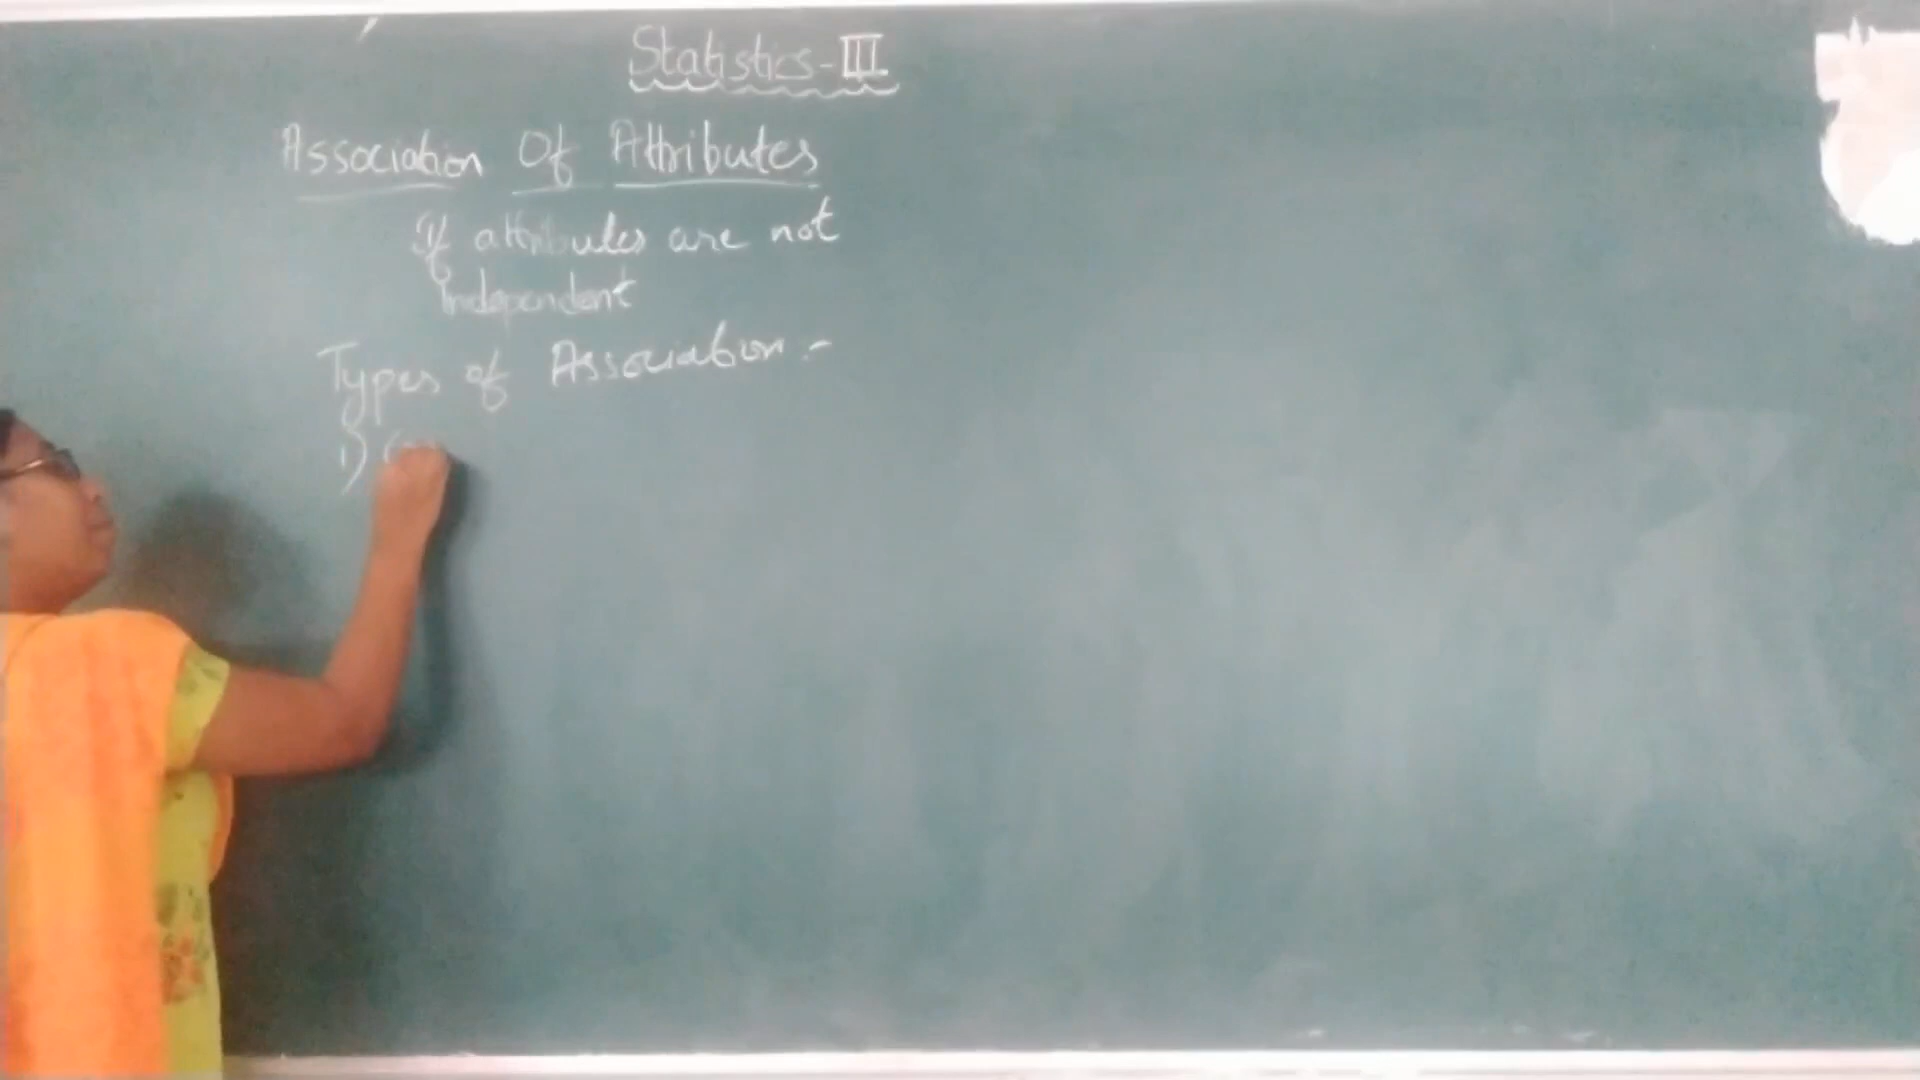 Statistics-III
Association Of Attributes
If attributes are not
independent
Types of Association :-
1)